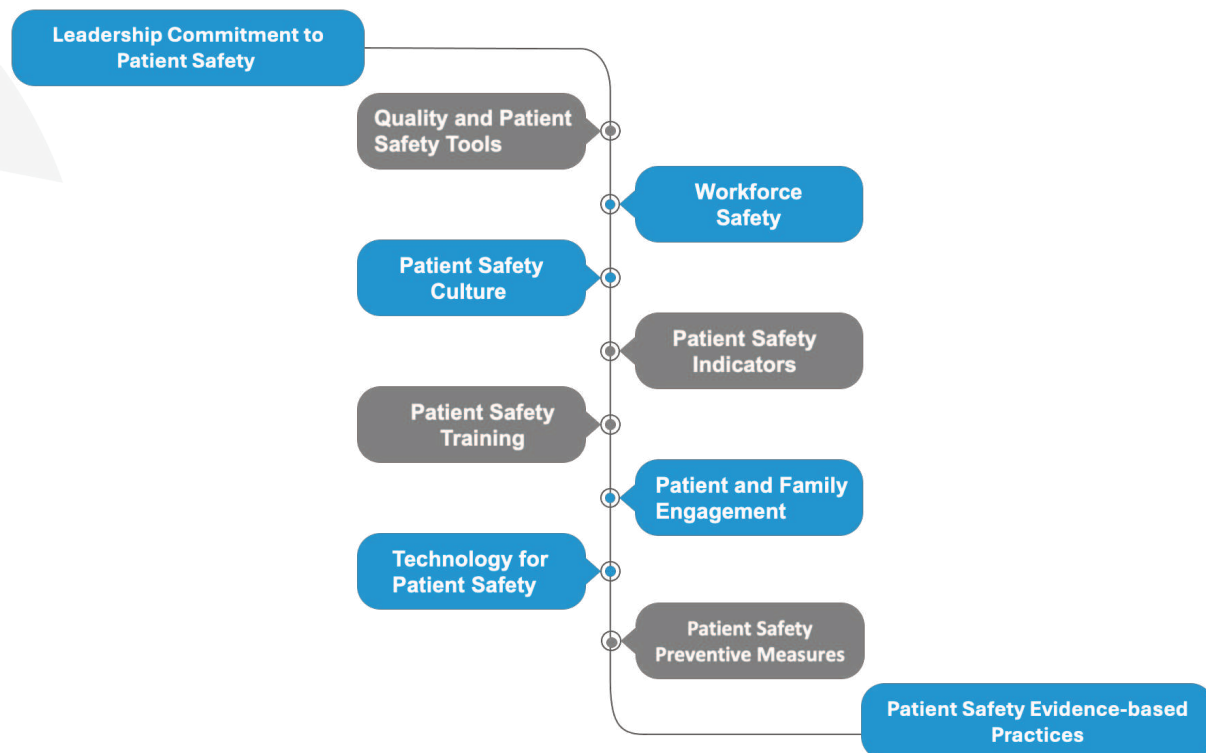 Leadership Commitment to
Patient Safety
Quality and Patient
Safety Tools
Workforce
Safety
Patient Safety
Culture
Patient Safety
Indicators
Patient Safety
Training
Patient and Family
Engagement
Technology for
Patient Safety
Patient Safety
Preventive Measures
Patient Safety Evidence-based
Practices